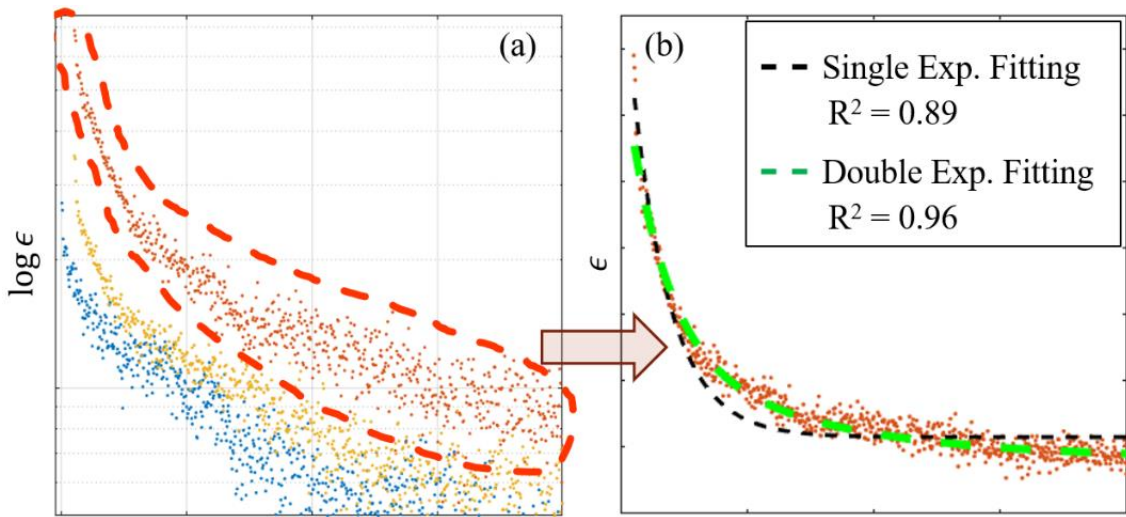 (a)
log ϵ
(b)
Single Exp. Fitting
R² = 0.89
Double Exp. Fitting
R² = 0.96
ϵ